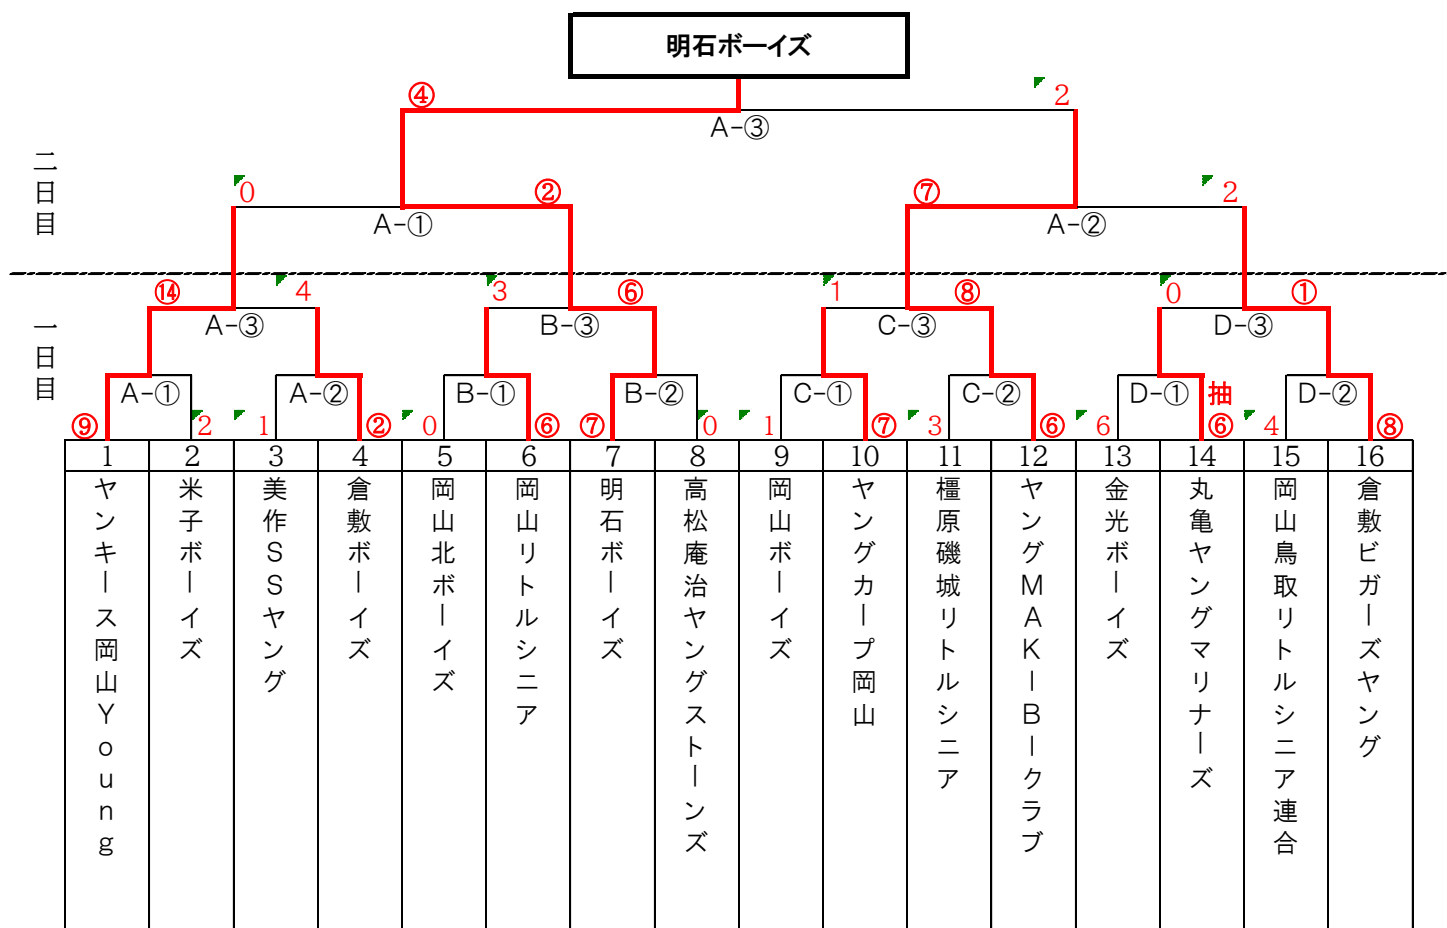 明石ボーイズ
④ 2
A-③
二日目
0 ② ⑦ 2
A-① A-②
⑭ 4 3 ⑥ 1 ⑧ 0 ①
A-③ B-③ C-③ D-③
一日目
A-① A-② B-① B-② C-① C-② D-① 抽 D-②
⑨ 2 1 ② 0 ⑥ ⑦ 0 1 ⑦ 3 ⑥ 6 ⑥ 4 ⑧
1 2 3 4 5 6 7 8 9 10 11 12 13 14 15 16
ヤンキース岡山Young
米子ボーイズ
美作SSヤング
倉敷ボーイズ
岡山北ボーイズ
岡山リトルシニア
明石ボーイズ
高松庵治ヤングストーンズ
岡山ボーイズ
ヤングカープ岡山
橿原磯城リトルシニア
ヤングMAKIーBークラブ
金光ボーイズ
丸亀ヤングマリナーズ
岡山鳥取リトルシニア連合
倉敷ビガーズヤング